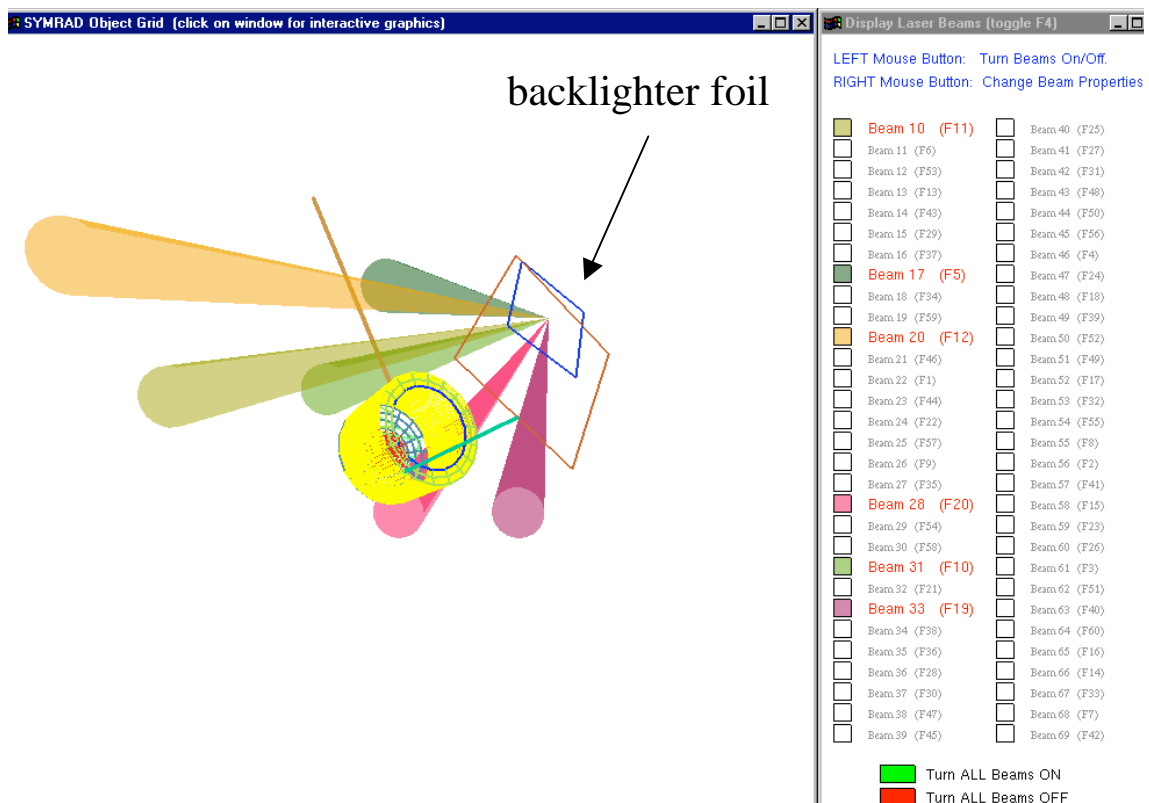 SYMRAD Object Grid (click on window for interactive graphics)
backlighter foil
Display Laser Beams (toggle F4)
LEFT Mouse Button: Turn Beams On/Off.
RIGHT Mouse Button: Change Beam Properties
Beam 10 (F11)
Beam 11 (F6)
Beam 12 (F53)
Beam 13 (F13)
Beam 14 (F43)
Beam 15 (F29)
Beam 16 (F37)
Beam 17 (F5)
Beam 18 (F34)
Beam 19 (F59)
Beam 20 (F12)
Beam 21 (F46)
Beam 22 (F1)
Beam 23 (F44)
Beam 24 (F22)
Beam 25 (F57)
Beam 26 (F9)
Beam 27 (F35)
Beam 28 (F20)
Beam 29 (F54)
Beam 30 (F58)
Beam 31 (F10)
Beam 32 (F21)
Beam 33 (F19)
Beam 34 (F38)
Beam 35 (F36)
Beam 36 (F28)
Beam 37 (F30)
Beam 38 (F47)
Beam 39 (F45)
Beam 40 (F25)
Beam 41 (F27)
Beam 42 (F31)
Beam 43 (F48)
Beam 44 (F50)
Beam 45 (F56)
Beam 46 (F4)
Beam 47 (F24)
Beam 48 (F18)
Beam 49 (F39)
Beam 50 (F52)
Beam 51 (F49)
Beam 52 (F17)
Beam 53 (F32)
Beam 54 (F55)
Beam 55 (F8)
Beam 56 (F2)
Beam 57 (F41)
Beam 58 (F15)
Beam 59 (F23)
Beam 60 (F26)
Beam 61 (F3)
Beam 62 (F51)
Beam 63 (F40)
Beam 64 (F60)
Beam 65 (F16)
Beam 66 (F14)
Beam 67 (F33)
Beam 68 (F7)
Beam 69 (F42)
Turn ALL Beams ON
Turn ALL Beams OFF